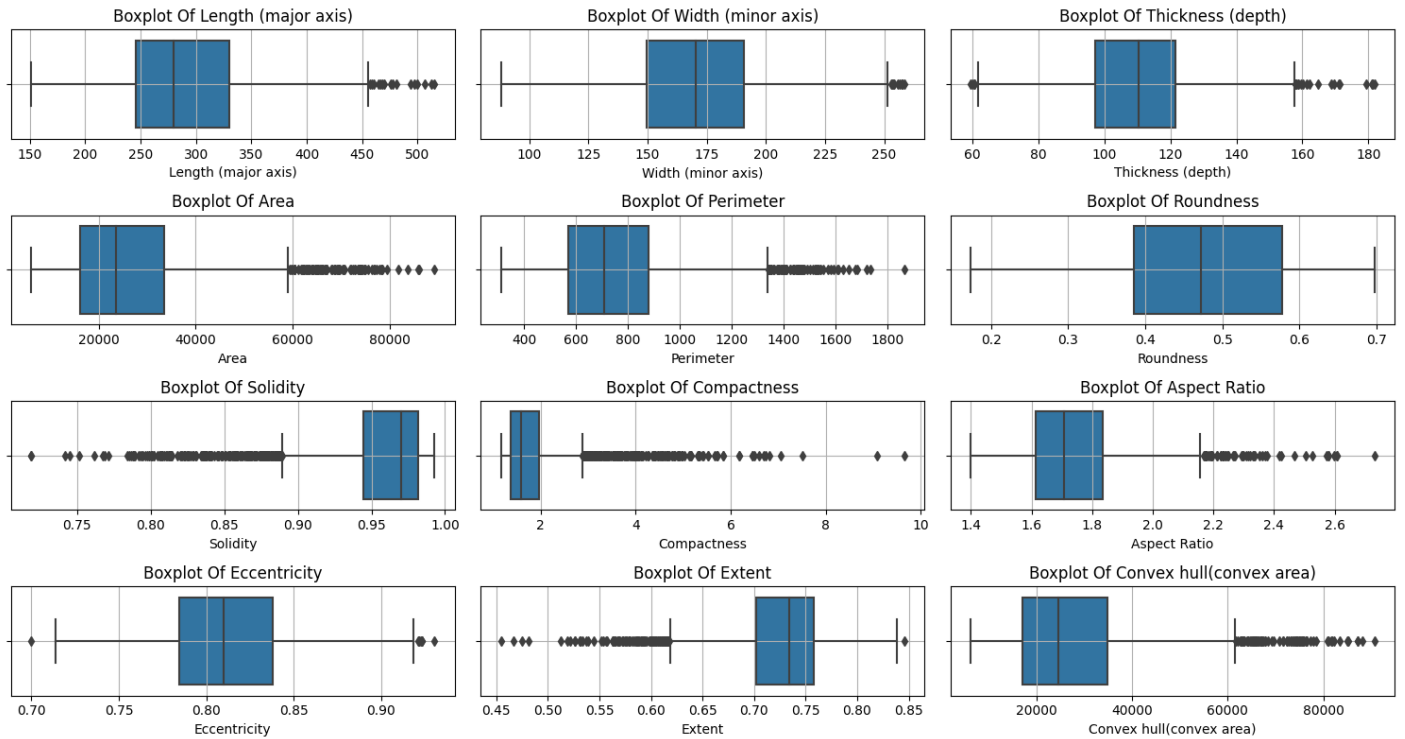 Boxplot Of Length (major axis)
150 200 250 300 350 400 450 500
Length (major axis)
Boxplot Of Width (minor axis)
100 125 150 175 200 225 250
Width (minor axis)
Boxplot Of Thickness (depth)
60 80 100 120 140 160 180
Thickness (depth)
Boxplot Of Area
20000 40000 60000 80000
Area
Boxplot Of Perimeter
400 600 800 1000 1200 1400 1600 1800
Perimeter
Boxplot Of Roundness
0.2 0.3 0.4 0.5 0.6 0.7
Roundness
Boxplot Of Solidity
0.75 0.80 0.85 0.90 0.95 1.00
Solidity
Boxplot Of Compactness
2 4 6 8 10
Compactness
Boxplot Of Aspect Ratio
1.4 1.6 1.8 2.0 2.2 2.4 2.6
Aspect Ratio
Boxplot Of Eccentricity
0.70 0.75 0.80 0.85 0.90
Eccentricity
Boxplot Of Extent
0.45 0.50 0.55 0.60 0.65 0.70 0.75 0.80 0.85
Extent
Boxplot Of Convex hull(convex area)
20000 40000 60000 80000
Convex hull(convex area)